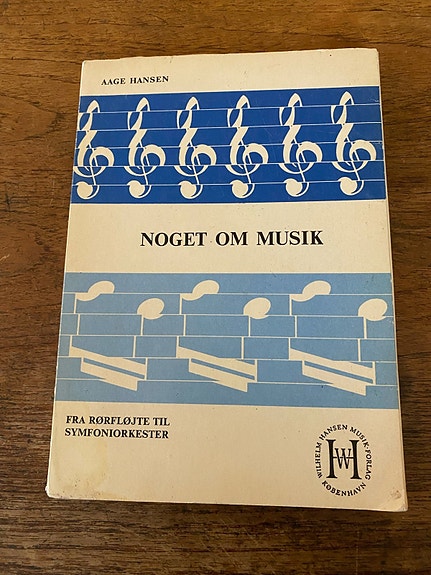 AAGE HANSEN
NOGET OM MUSIK
FRA RØRFLØJTE TIL
SYMFONIORKESTER
WILHELM HANSEN MUSIK-FORLAG
KØBENHAVN
WH